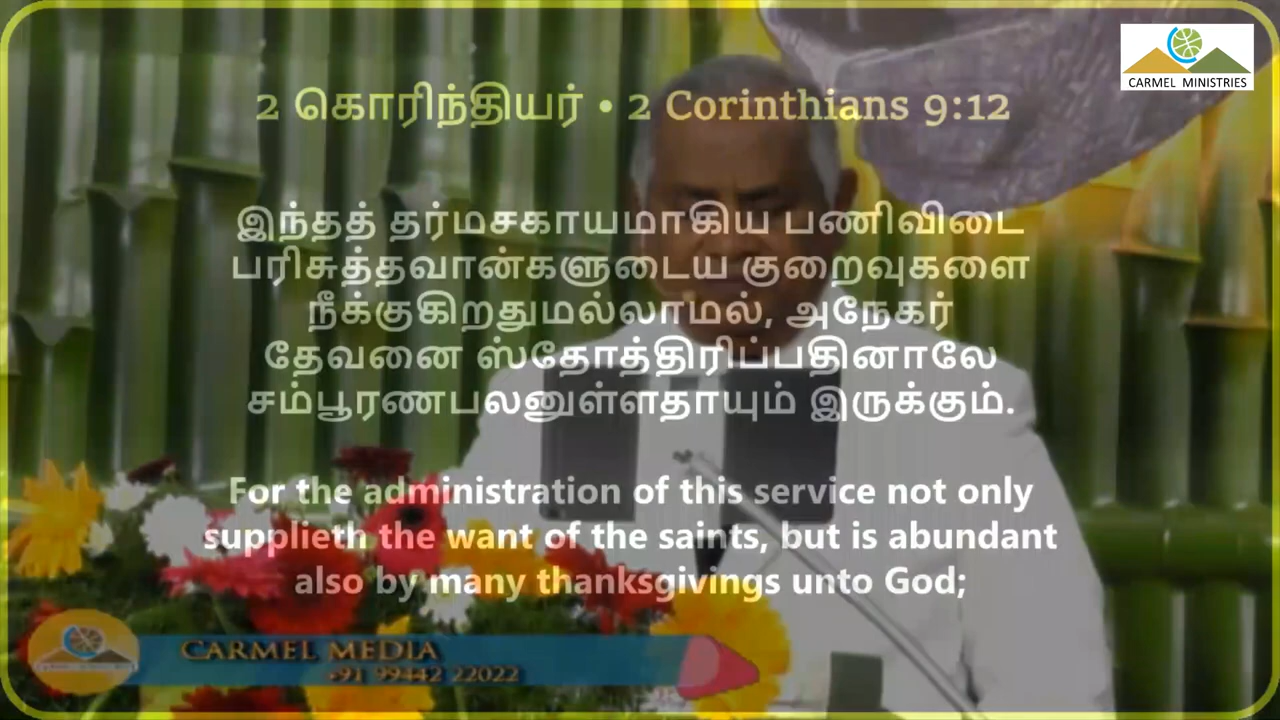 CARMEL MINISTRIES
2 கொரிந்தியர் • 2 Corinthians 9:12
இந்தத் தர்மசகாயமாகிய பணிவிடை
பரிசுத்தவான்களுடைய குறைவுகளை
நீக்குகிறதுமல்லாமல், அநேகர்
தேவனை ஸ்தோத்திரிப்பதினாலே
சம்பூரணபலனுள்ளதாயும் இருக்கும்.
For the administration of this service not only
supplieth the want of the saints, but is abundant
also by many thanksgivings unto God;
CARMEL MEDIA
+91 99442 22022